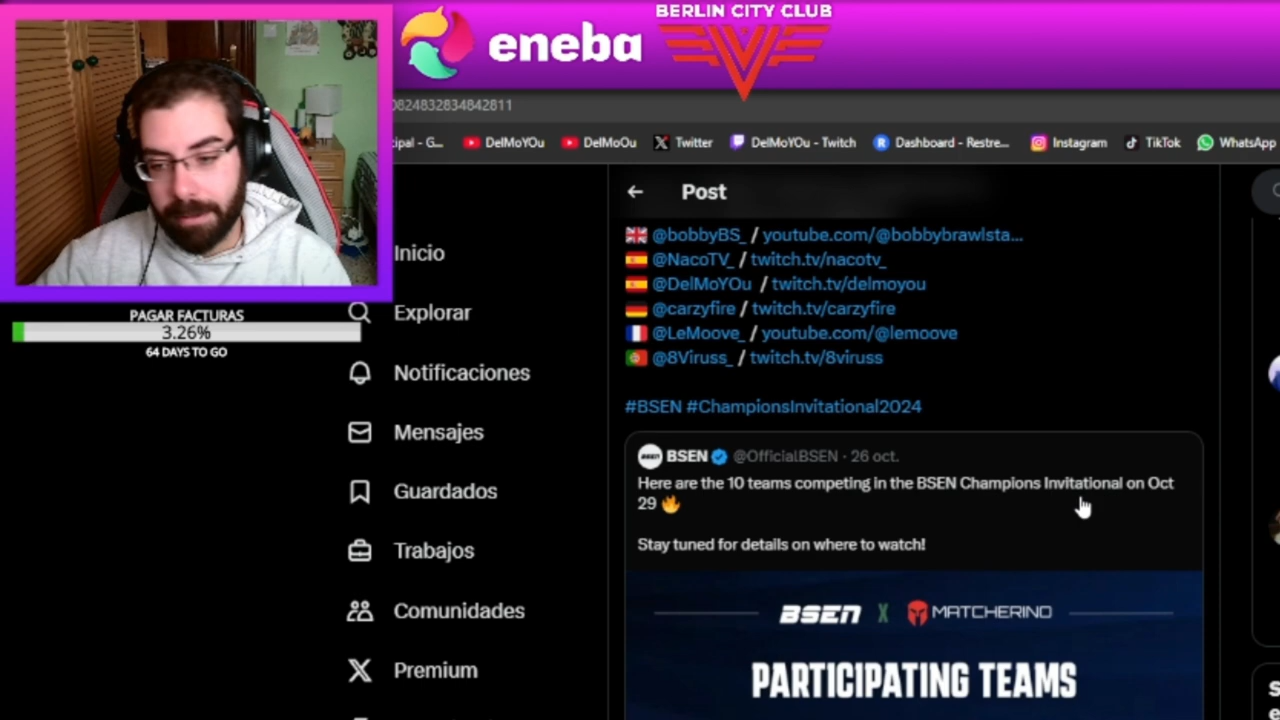 BERLIN CITY CLUB
eneba
0824832834842811
cipal - G... DelMoYOu DelMoOu Twitter DelMoYOu - Twitch Dashboard - Restre... Instagram TikTok WhatsApp
Post
@bobbyBS_ / youtube.com/@bobbybrawlsta...
@NacoTV_ / twitch.tv/nacotv_
@DelMoYOu / twitch.tv/delmoyou
@carzyfire / twitch.tv/carzyfire
@LeMoove_ / youtube.com/@lemoove
@8Viruss_ / twitch.tv/8viruss
#BSEN #ChampionsInvitational2024
BSEN @OfficialBSEN · 26 oct.
Here are the 10 teams competing in the BSEN Champions Invitational on Oct
29 🔥
Stay tuned for details on where to watch!
BSEN X MATCHERINO
PARTICIPATING TEAMS
Inicio
Explorar
Notificaciones
Mensajes
Guardados
Trabajos
Comunidades
Premium
PAGAR FACTURAS
3.26%
64 DAYS TO GO